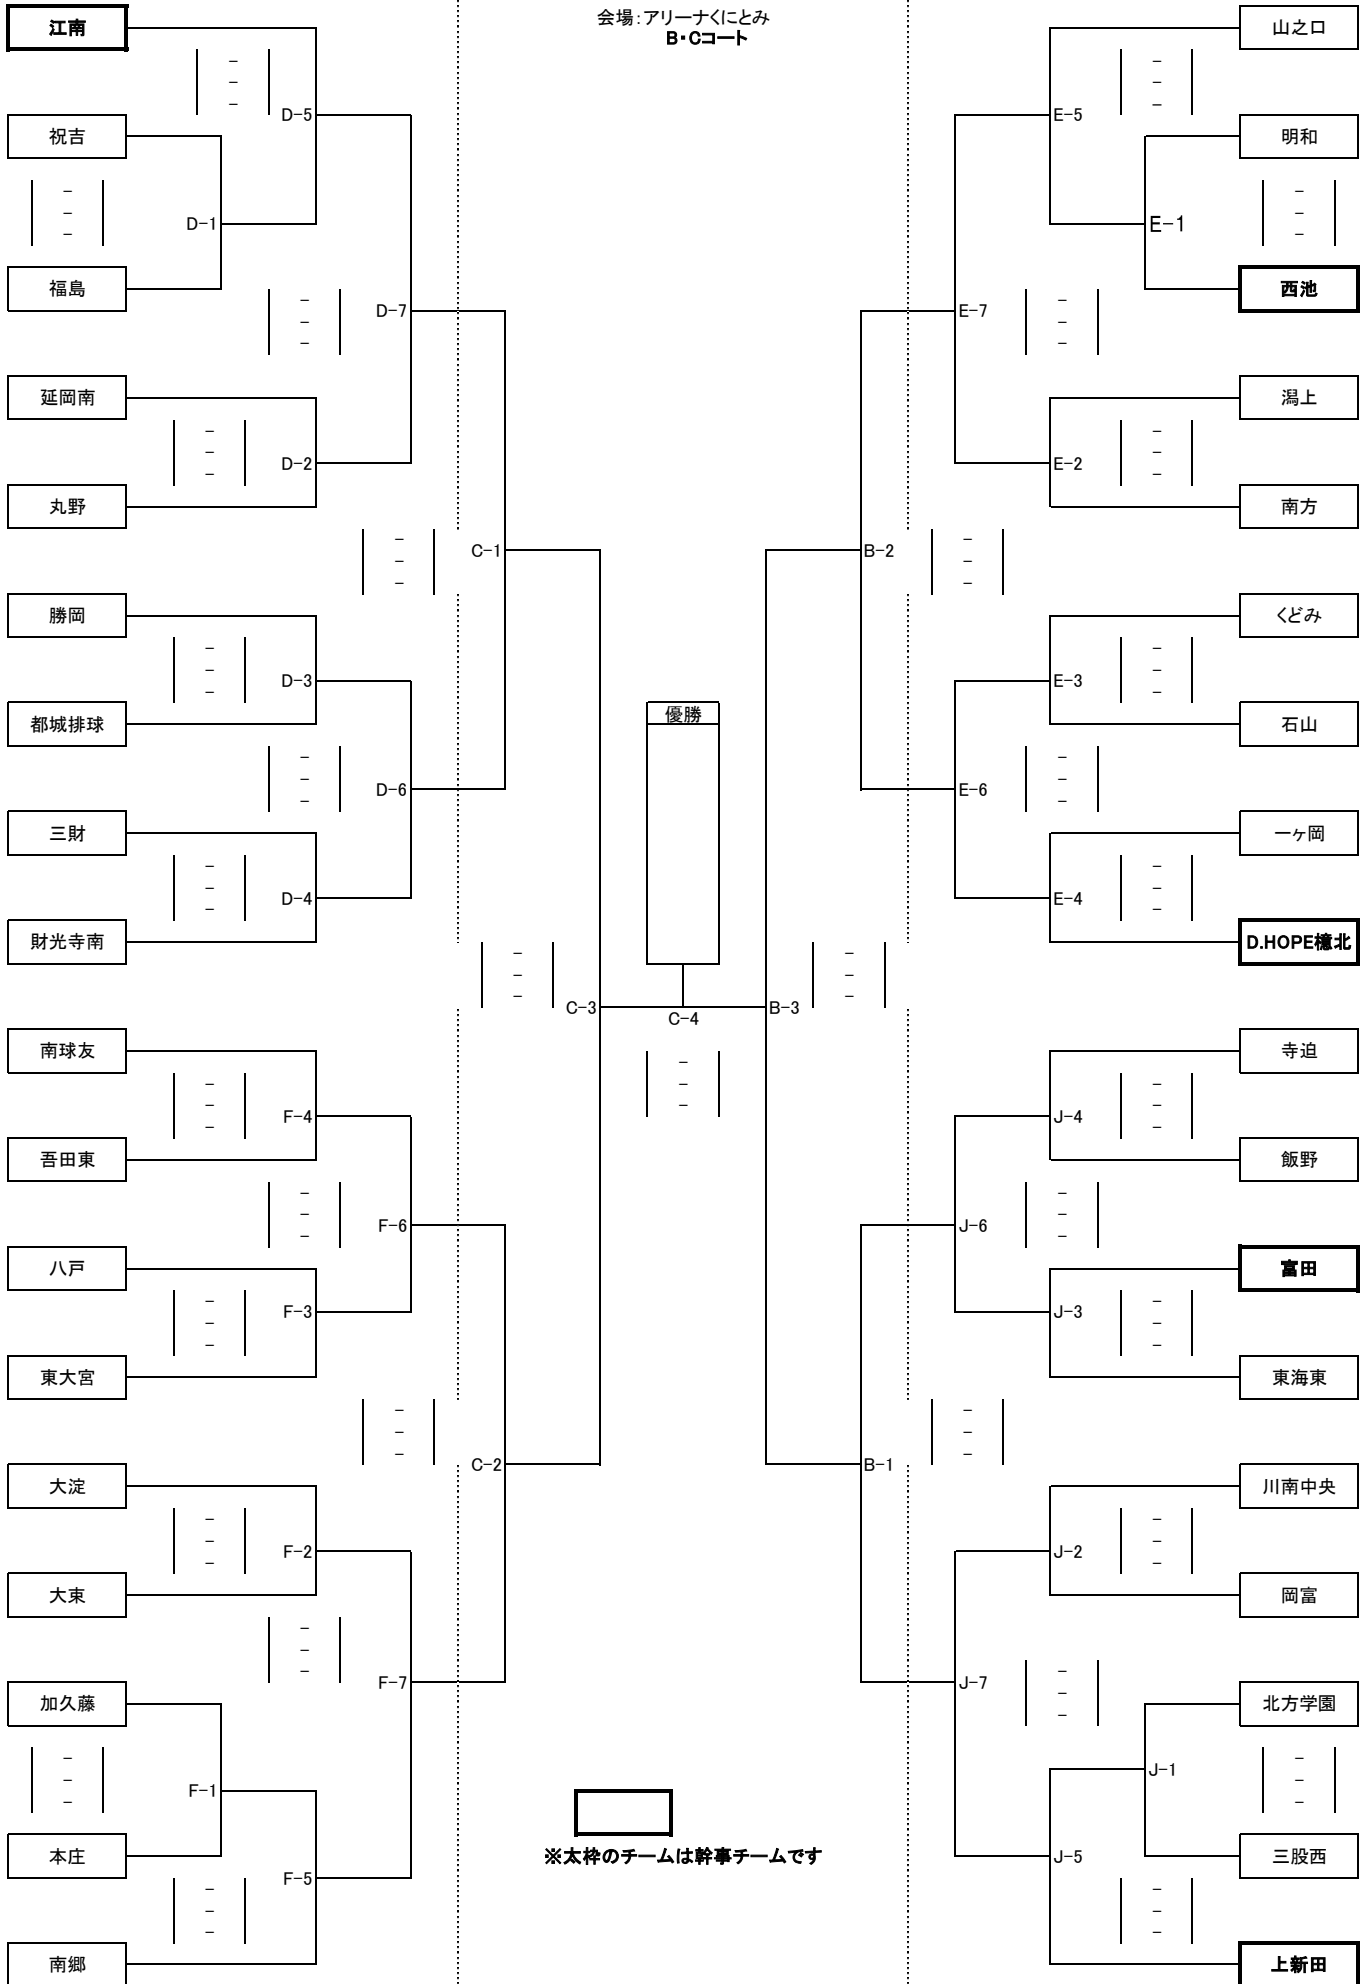 会場：アリーナくにとみ
B・Cコート
江南
-
-
-
D-5
祝吉
-
-
-
D-1
福島
-
-
-
D-7
延岡南
-
-
-
D-2
丸野
-
-
-
C-1
勝岡
-
-
-
D-3
都城排球
-
-
-
D-6
三財
-
-
-
D-4
財光寺南
-
-
-
C-3
南球友
-
-
-
F-4
吾田東
-
-
-
F-6
八戸
-
-
-
F-3
東大宮
-
-
-
C-2
大淀
-
-
-
F-2
大束
-
-
-
F-7
加久藤
-
-
-
F-1
本庄
-
-
-
F-5
南郷
優勝
C-4
-
-
-
※太枠のチームは幹事チームです
山之口
E-5
-
-
-
明和
E-1
-
-
-
西池
E-7
-
-
-
潟上
E-2
-
-
-
南方
B-2
-
-
-
くどみ
E-3
-
-
-
石山
E-6
-
-
-
一ヶ岡
E-4
-
-
-
D.HOPE檍北
B-3
-
-
-
寺迫
J-4
-
-
-
飯野
J-6
-
-
-
富田
J-3
-
-
-
東海東
B-1
-
-
-
川南中央
J-2
-
-
-
岡富
J-7
-
-
-
北方学園
J-1
-
-
-
三股西
J-5
-
-
-
上新田